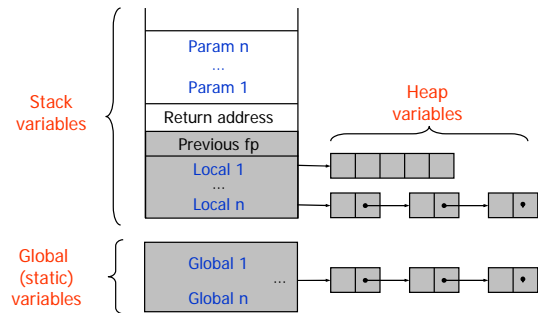 Param n
...
Param 1
Stack
variables
Return address
Previous fp
Local 1
...
Local n
Heap
variables
Global
(static)
variables
Global 1
...
Global n